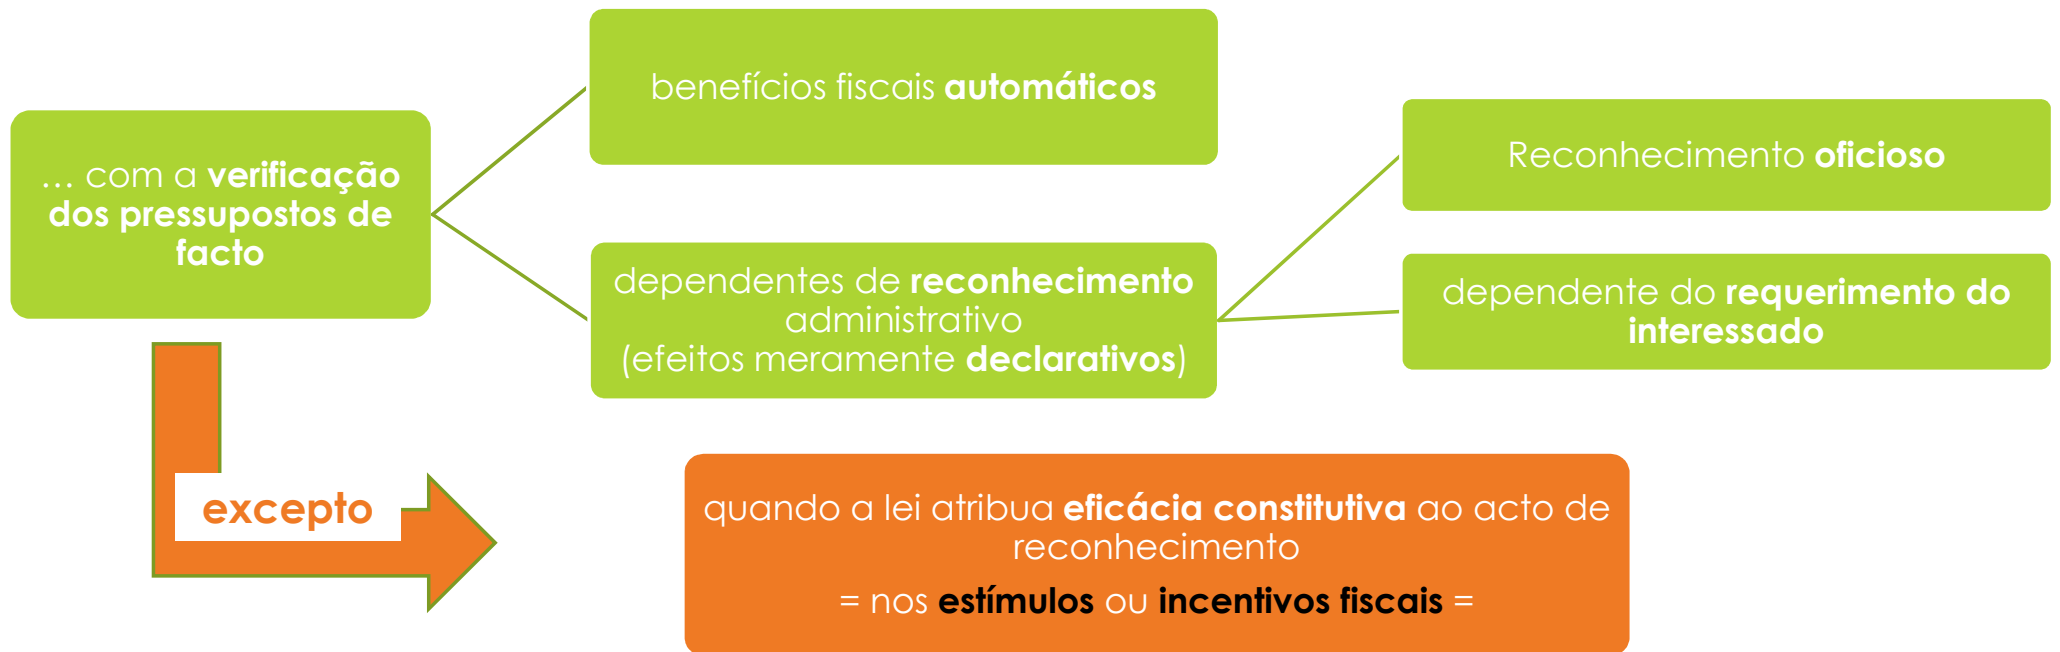 benefícios fiscais automáticos
… com a verificação
dos pressupostos de
facto
Reconhecimento oficioso
dependentes de reconhecimento
administrativo
(efeitos meramente declarativos)
dependente do requerimento do
interessado
excepto
quando a lei atribua eficácia constitutiva ao acto de
reconhecimento
= nos estímulos ou incentivos fiscais =